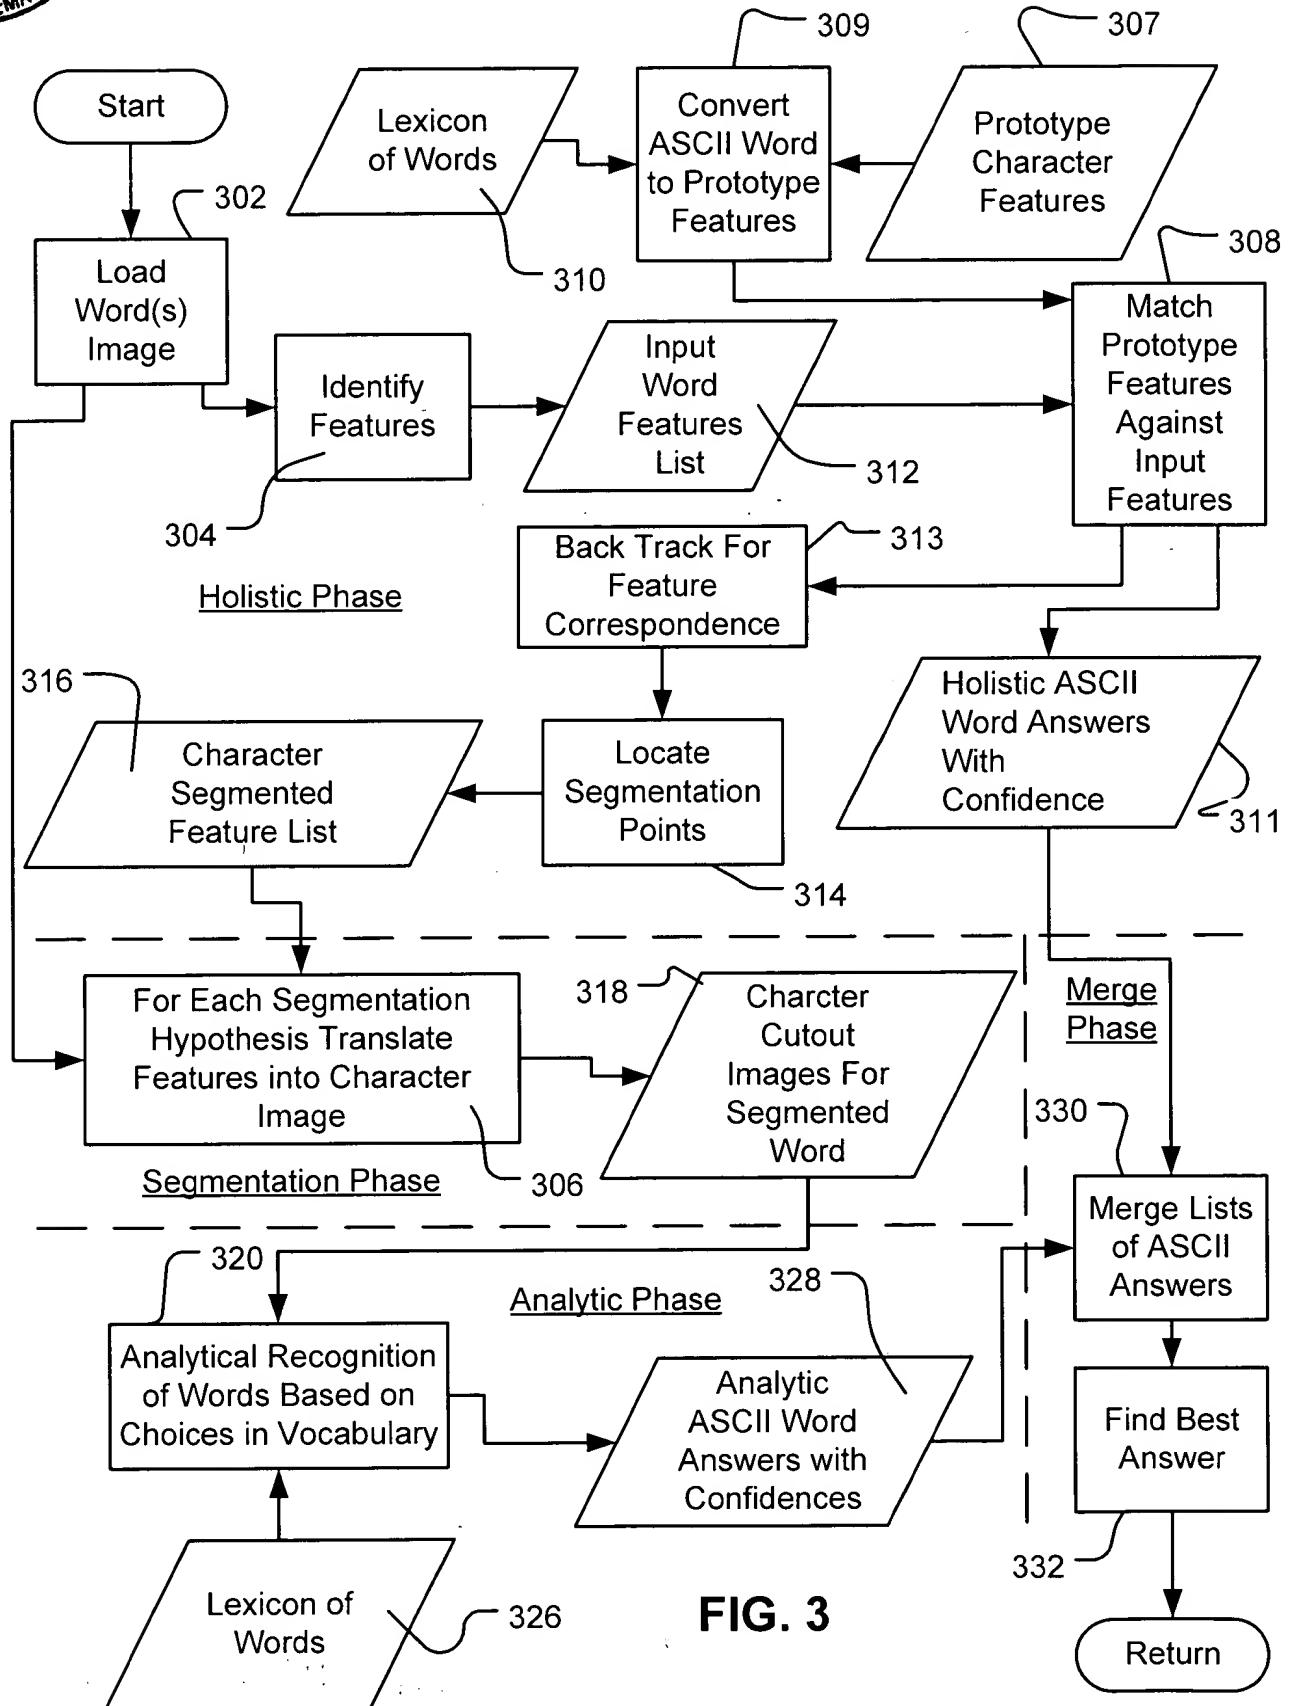 309
307
Start
Lexicon
of Words
Convert
ASCII Word
to Prototype
Features
Prototype
Character
Features
302
310
308
Load
Word(s)
Image
Match
Prototype
Features
Against
Input
Features
Identify
Features
Input
Word
Features
List
312
304
313
Back Track For
Feature
Correspondence
Holistic Phase
316
Holistic ASCII
Word Answers
With
Confidence
Character
Segmented
Feature List
Locate
Segmentation
Points
311
314
318
For Each Segmentation
Hypothesis Translate
Features into Character
Image
Charcter
Cutout
Images For
Segmented
Word
Merge
Phase
330
Segmentation Phase
306
Merge Lists
of ASCII
Answers
320
328
Analytic Phase
Analytical Recognition
of Words Based on
Choices in Vocabulary
Analytic
ASCII Word
Answers with
Confidences
Find Best
Answer
332
Lexicon of
Words
326
FIG. 3
Return